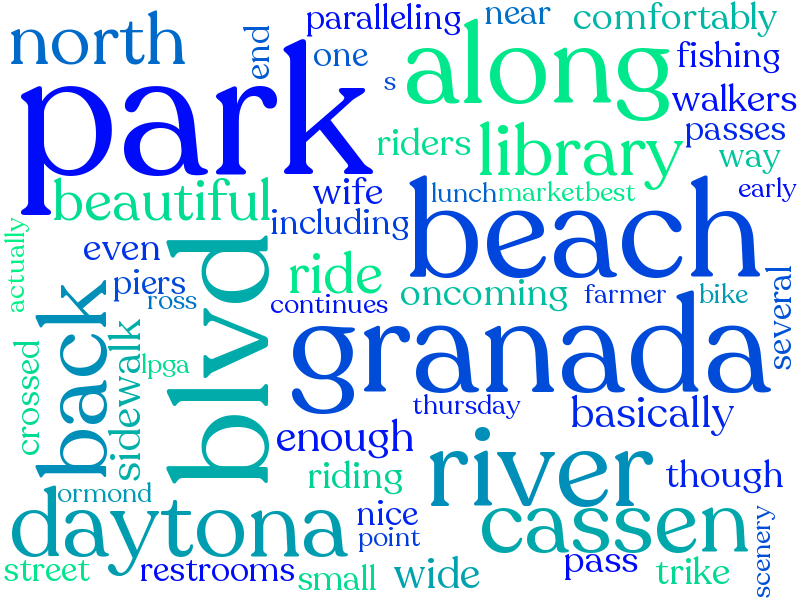 north
paralleling
near
comfortably
end
one
along
fishing
park
s
walkers
riders
library
passes
way
beautiful
wife
lunch
marketbest
early
including
beach
actually
even
blvd
ride
piers
ross
continues
oncoming
farmer
bike
several
back
sidewalk
lpga
granada
crossed
thursday
basically
enough
river
riding
though
ormond
daytona
nice
point
cassen
scenery
street
restrooms
small
wide
pass
trike